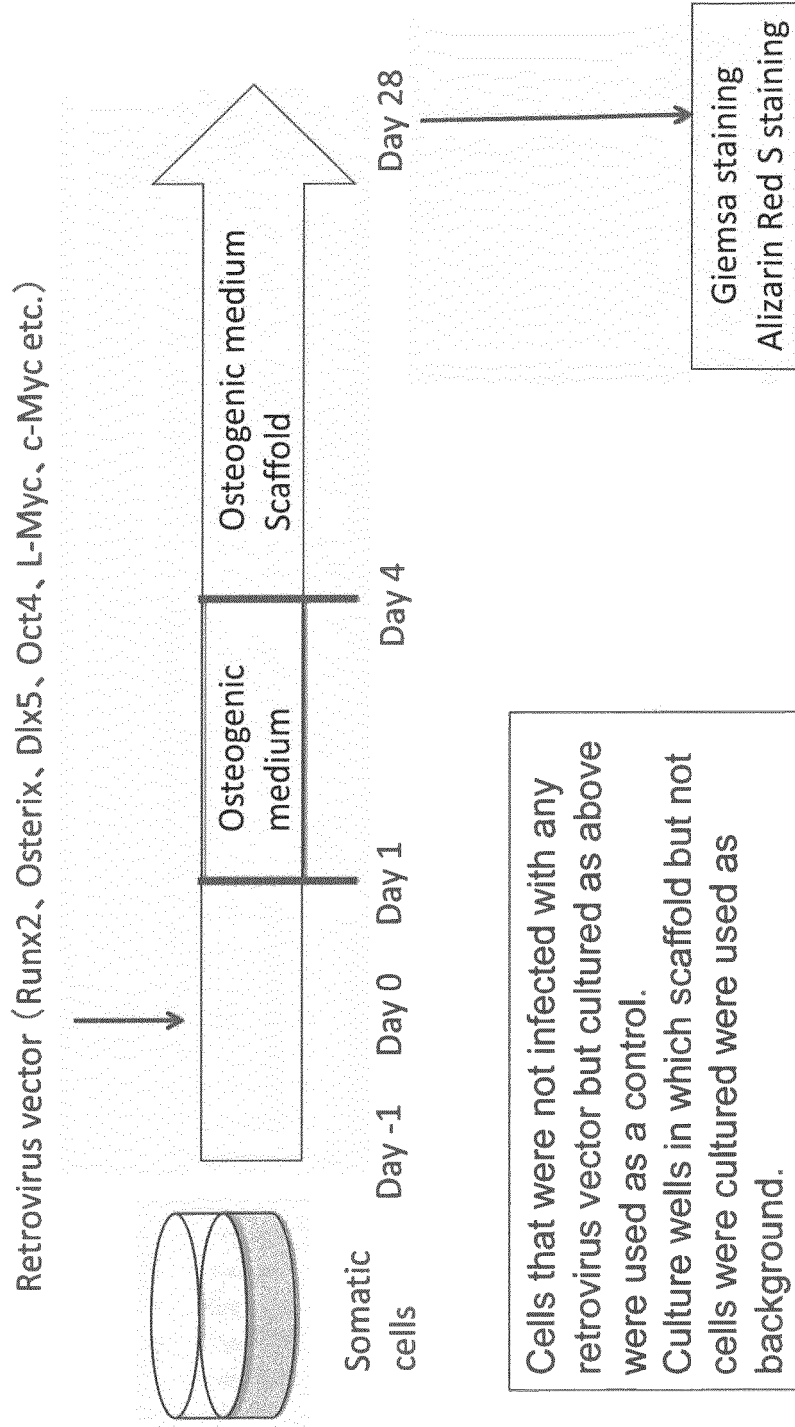 Retrovirus vector (Runx2、Osterix、Dlx5、Oct4、L-Myc、c-Myc etc.)
Somatic
cells
Osteogenic
medium
Osteogenic medium
Scaffold
Day -1
Day 0
Day 1
Day 4
Day 28
Giemsa staining
Alizarin Red S staining
Cells that were not infected with any
retrovirus vector but cultured as above
were used as a control.
Culture wells in which scaffold but not
cells were cultured were used as
background.